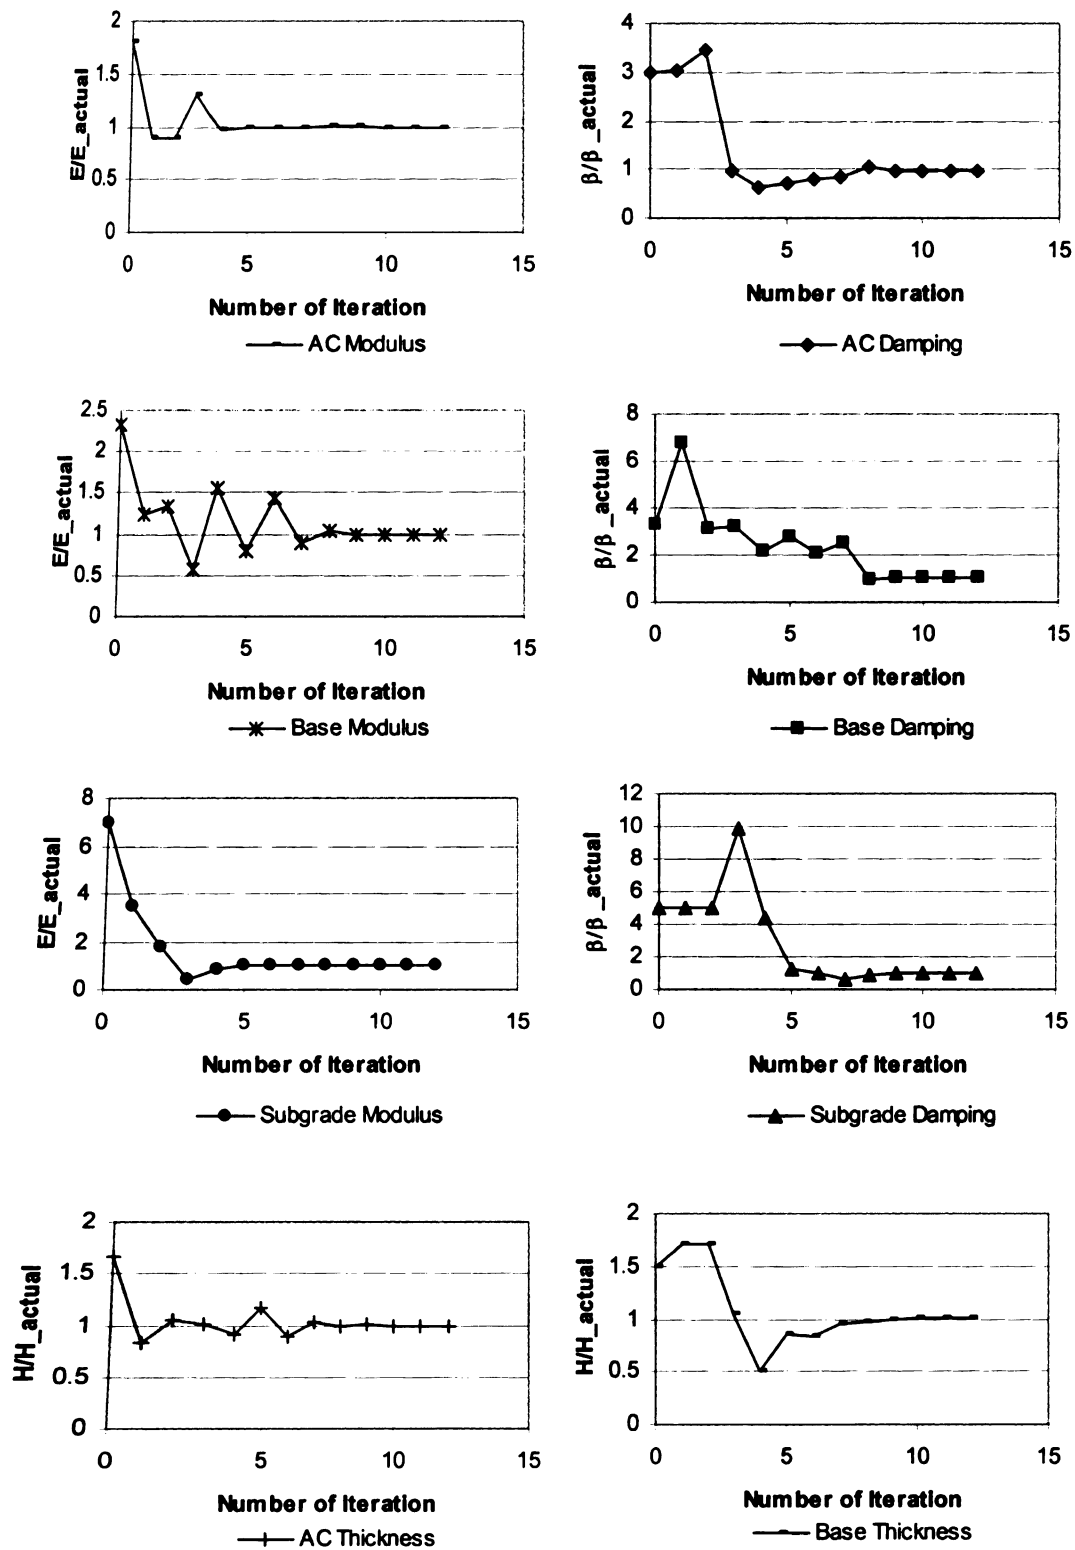 2
1.5
1
0.5
0
E/E_actual
0 5 10 15
Number of Iteration
AC Modulus
4
3
2
1
0
β/β _actual
0 5 10 15
Number of Iteration
AC Damping
2.5
2
1.5
1
0.5
0
E/E_actual
0 5 10 15
Number of Iteration
Base Modulus
8
6
4
2
0
β/β _actual
0 5 10 15
Number of Iteration
Base Damping
8
6
4
2
0
E/E_actual
0 5 10 15
Number of Iteration
Subgrade Modulus
12
10
8
6
4
2
0
β/β _actual
0 5 10 15
Number of Iteration
Subgrade Damping
2
1.5
1
0.5
0
H/H_actual
0 5 10 15
Number of Iteration
AC Thickness
2
1.5
1
0.5
0
H/H_actual
0 5 10 15
Number of Iteration
Base Thickness